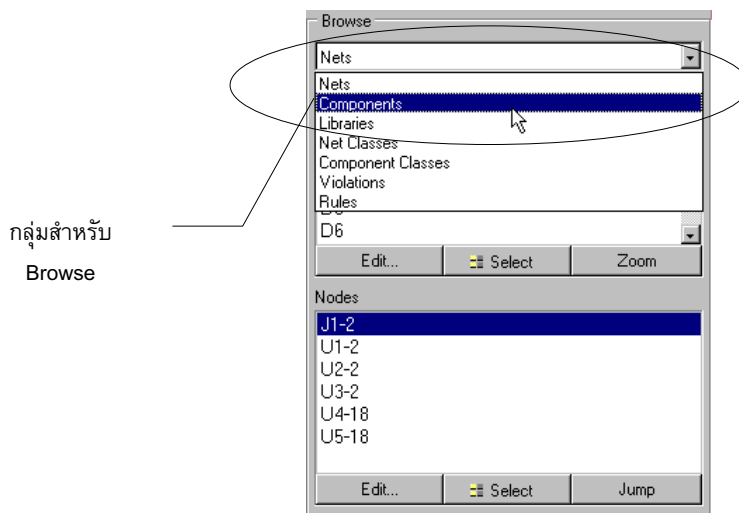 Browse
Nets
Nets
Components
Libraries
Net Classes
Component Classes
Violations
Rules
D6
Edit... Select Zoom
กลุ่มสำหรับ
Browse
Nodes
J1-2
U1-2
U2-2
U3-2
U4-18
U5-18
Edit... Select Jump